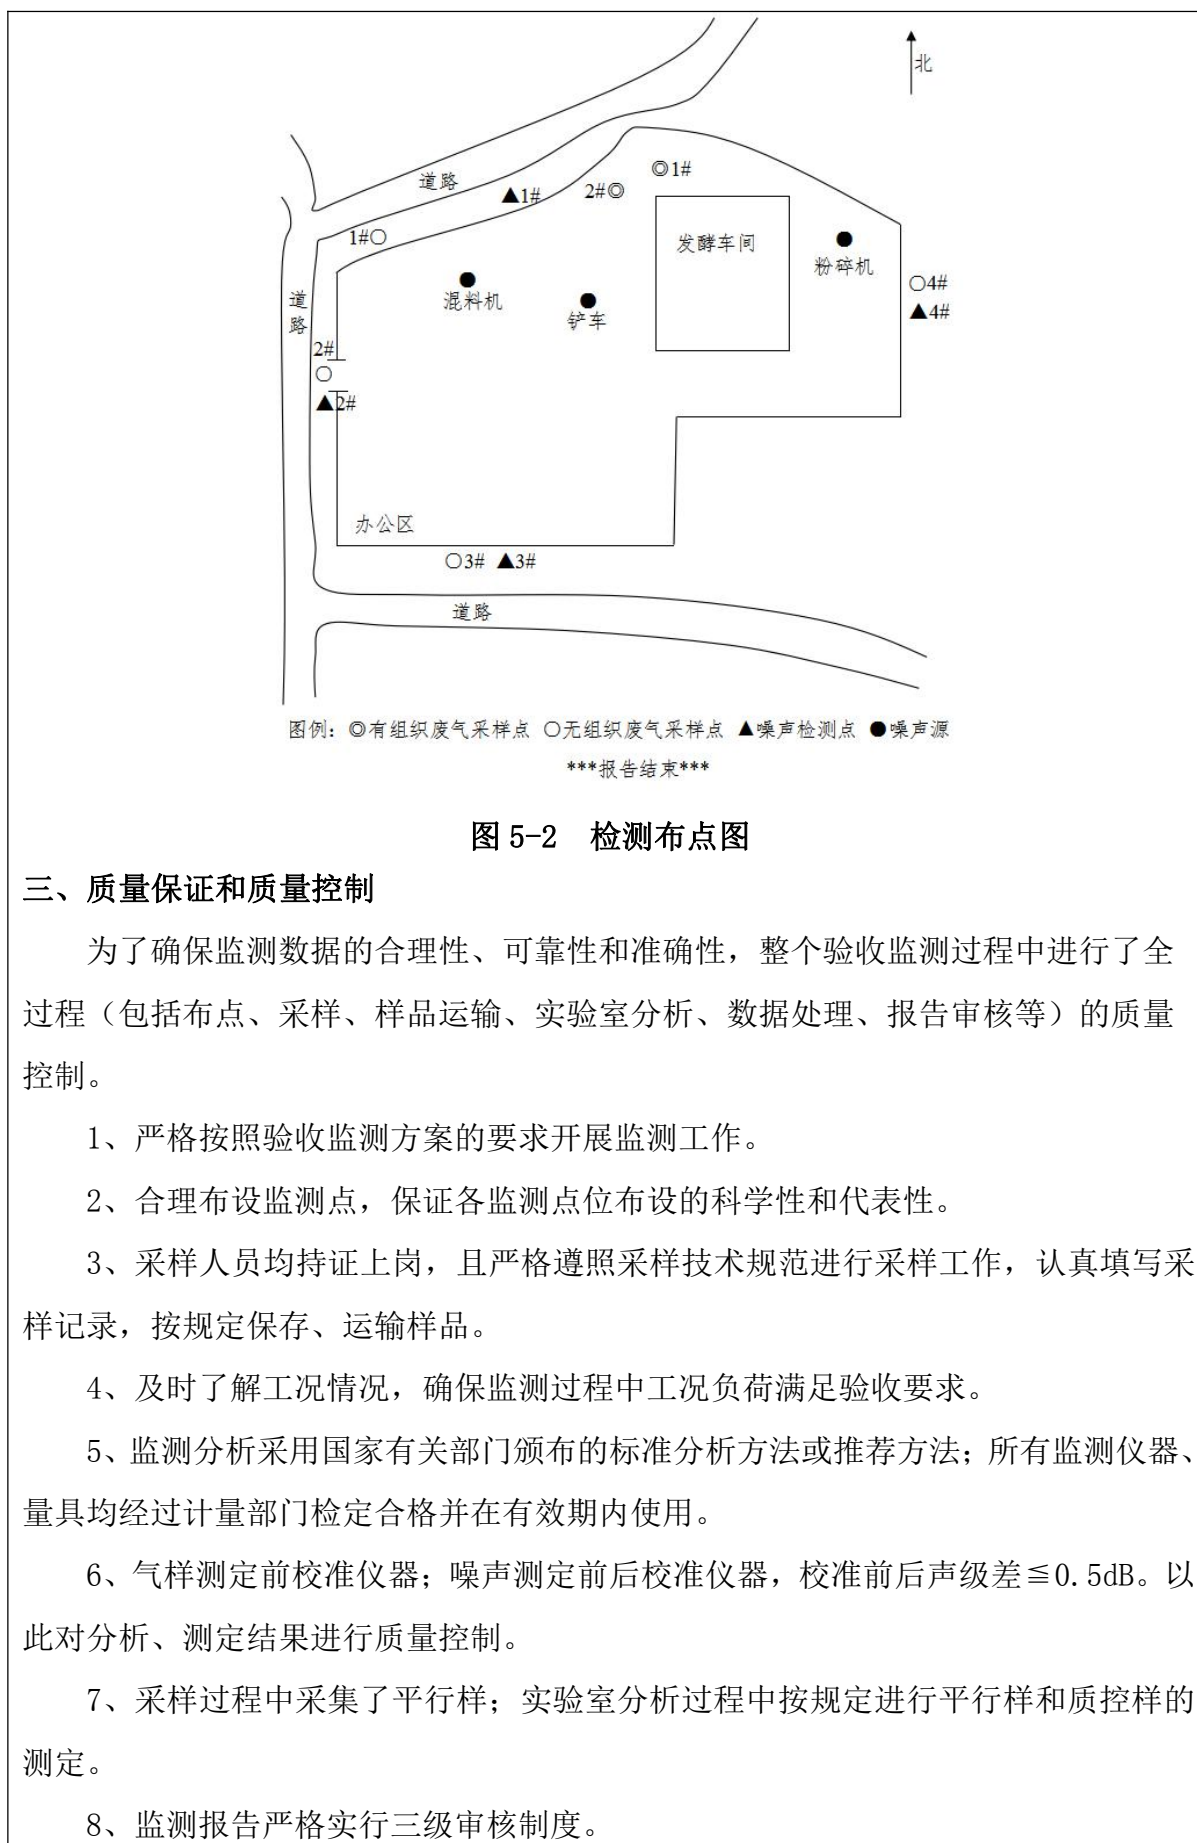 北
◎1#
道路
▲1#
2#◎
1#○
发酵车间
粉碎机
混料机
铲车
○4#
▲4#
道路
2#
○
▲2#
办公区
○3# ▲3#
道路
图例：◎有组织废气采样点 ○无组织废气采样点 ▲噪声检测点 ●噪声源
***报告结束***
图 5-2 检测布点图
三、质量保证和质量控制
为了确保监测数据的合理性、可靠性和准确性，整个验收监测过程中进行了全
过程（包括布点、采样、样品运输、实验室分析、数据处理、报告审核等）的质量
控制。
1、严格按照验收监测方案的要求开展监测工作。
2、合理布设监测点，保证各监测点位布设的科学性和代表性。
3、采样人员均持证上岗，且严格遵照采样技术规范进行采样工作，认真填写采
样记录，按规定保存、运输样品。
4、及时了解工况情况，确保监测过程中工况负荷满足验收要求。
5、监测分析采用国家有关部门颁布的标准分析方法或推荐方法；所有监测仪器、
量具均经过计量部门检定合格并在有效期内使用。
6、气样测定前校准仪器；噪声测定前后校准仪器，校准前后声级差≦0.5dB。以
此对分析、测定结果进行质量控制。
7、采样过程中采集了平行样；实验室分析过程中按规定进行平行样和质控样的
测定。
8、监测报告严格实行三级审核制度。